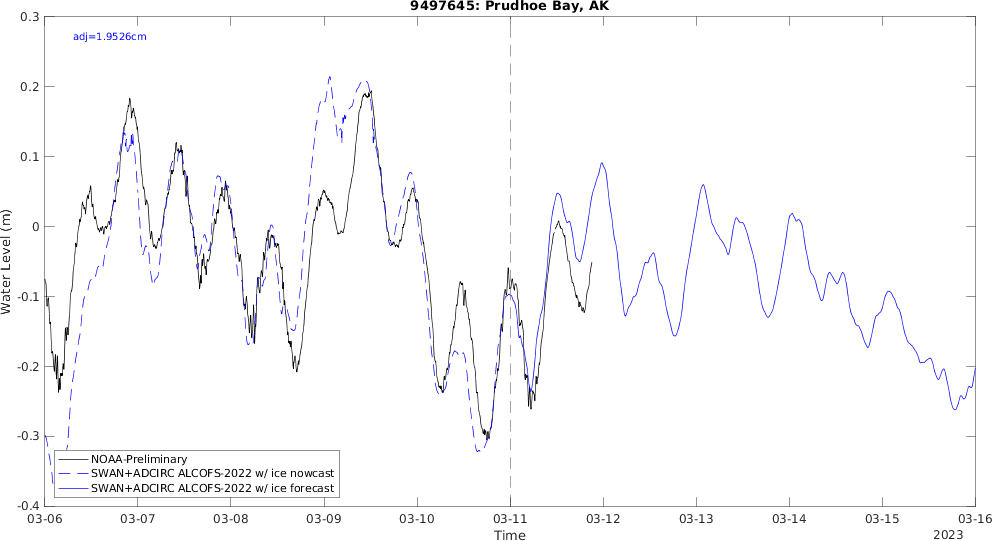 9497645: Prudhoe Bay, AK
adj=1.9526cm
0.3
0.2
0.1
0
-0.1
-0.2
-0.3
-0.4
Water Level (m)
NOAA-Preliminary
SWAN+ADCIRC ALCOFS-2022 w/ ice nowcast
SWAN+ADCIRC ALCOFS-2022 w/ ice forecast
03-06 03-07 03-08 03-09 03-10 03-11 03-12 03-13 03-14 03-15 03-16
Time
2023